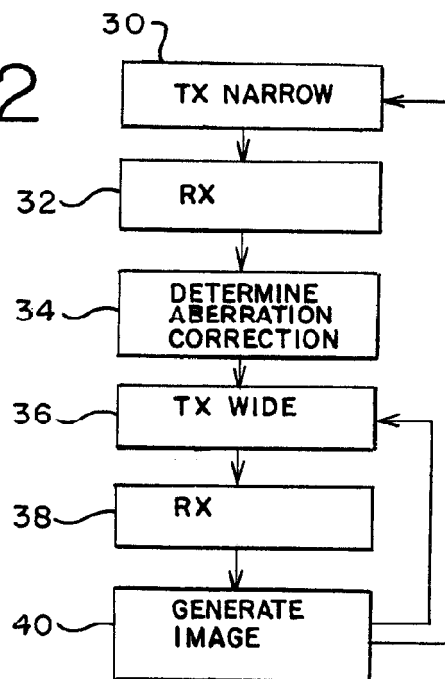 2
30
TX NARROW
32
RX
34
DETERMINE
ABERRATION
CORRECTION
36
TX WIDE
38
RX
40
GENERATE
IMAGE